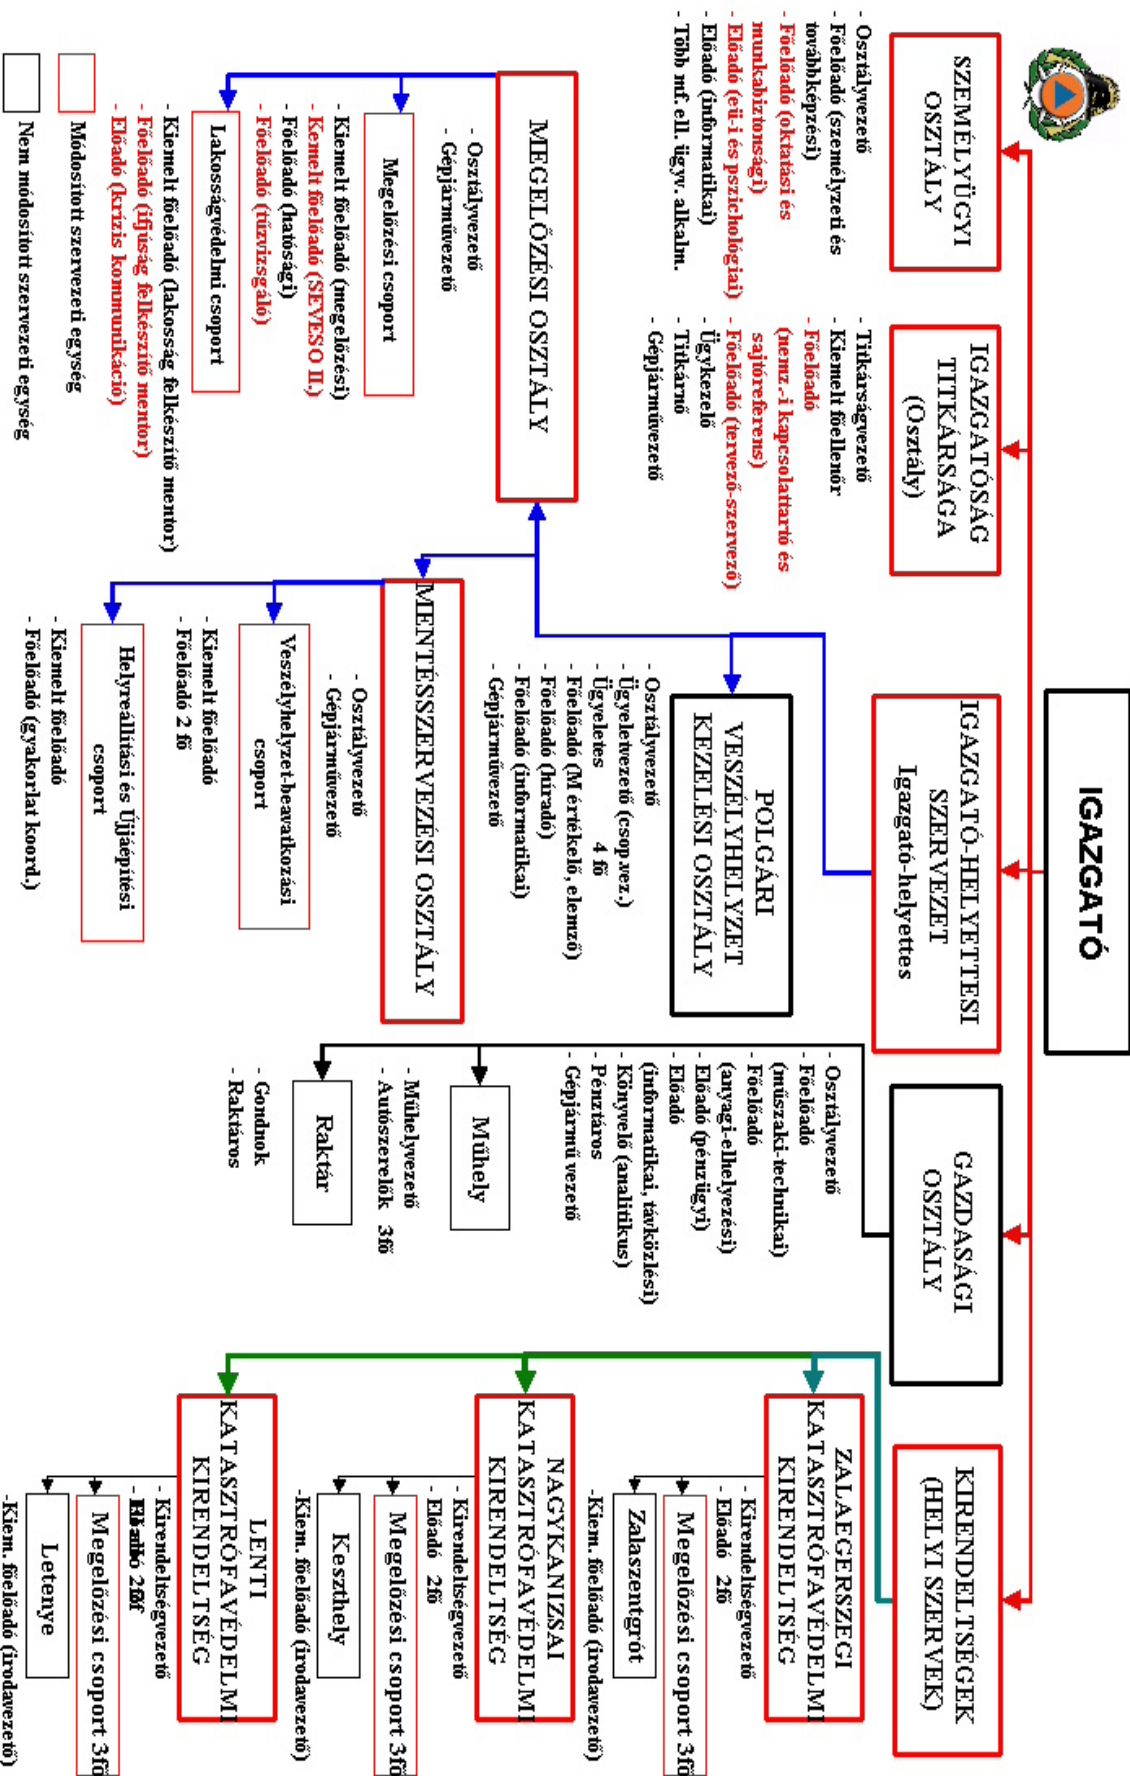 IGAZGATÓ
SZEMÉLYÜGYI
OSZTÁLY
- Osztályvezető
- Főelőadó (személyzeti és
továbbképzési)
- Főelőadó (oktatási és
munkabiztonsági)
- Előadó (eü-i és pszichológiai)
- Előadó (informatikai)
- Több mf. ell. ügyv. alkalm.
IGAZGATÓSÁG
TITKÁRSÁGA
(Osztály)
- Titkárságvezető
- Kiemelt főellenőr
- Főelőadó
(nemz.-i kapcsolattartó és
sajtóreferens)
- Főelőadó (tervező-szervező)
- Ügykezelő
- Titkárnő
- Gépjárművezető
IGAZGATÓ-HELYETTESI
SZERVEZET
Igazgató-helyettes
GAZDASÁGI
OSZTÁLY
- Osztályvezető
- Főelőadó
(műszaki-technikai)
- Főelőadó
(anyagi-elhelyezési)
- Előadó (pénzügyi)
- Előadó
(informatikai, távközlési)
- Könyvelő (analitikus)
- Pénztáros
- Gépjármű vezető
Műhely
- Műhelyvezető
- Autószerelők 3fő
Raktár
- Gondnok
- Raktáros
KIRENDELTSÉGEK
(HELYI SZERVEK)
POLGÁRI
VESZÉLYHELYZET
KEZELÉSI OSZTÁLY
- Osztályvezető
- Ügyeletvezető (csop.vez.)
- Ügyeletes 4 fő
- Főelőadó (M értékelő, elemző)
- Főelőadó (híradó)
- Főelőadó (informatikai)
- Gépjárművezető
MEGELŐZÉSI OSZTÁLY
- Osztályvezető
- Gépjárművezető
Megelőzési csoport
- Kiemelt főelőadó (megelőzési)
- Kemelt főelőadó (SEVESO II.)
- Főelőadó (hatósági)
- Főelőadó (tűzvizsgáló)
Lakosságvédelmi csoport
- Kiemelt főelőadó (lakosság felkészítő mentor)
- Főelőadó (ifjúság felkészítő mentor)
- Előadó (krízis kommunikáció)
MENTÉSSZERVEZÉSI OSZTÁLY
- Osztályvezető
- Gépjárművezető
Veszélyhelyzet-beavatkozási
csoport
- Kiemelt főelőadó
- Főelőadó 2 fő
Helyreállítási és Újjáépítési
csoport
- Kiemelt főelőadó
- Főelőadó (gyakorlat koord.)
ZALAEGERSZEGI
KATASZTRÓFAVÉDELMI
KIRENDELTSÉG
- Kirendeltségvezető
- Előadó 2fő
Megelőzési csoport 3fő
Zalaszentgrót
-Kiem. főelőadó (irodavezető)
NAGYKANIZSAI
KATASZTRÓFAVÉDELMI
KIRENDELTSÉG
- Kirendeltségvezető
- Előadó 2fő
Megelőzési csoport 3fő
Keszthely
-Kiem. főelőadó (irodavezető)
LENTI
KATASZTRÓFAVÉDELMI
KIRENDELTSÉG
- Kirendeltségvezető
- Előadó 2fő
Megelőzési csoport 3fő
Letenye
-Kiem. főelőadó (irodavezető)
Módosított szervezeti egység
Nem módosított szervezeti egység